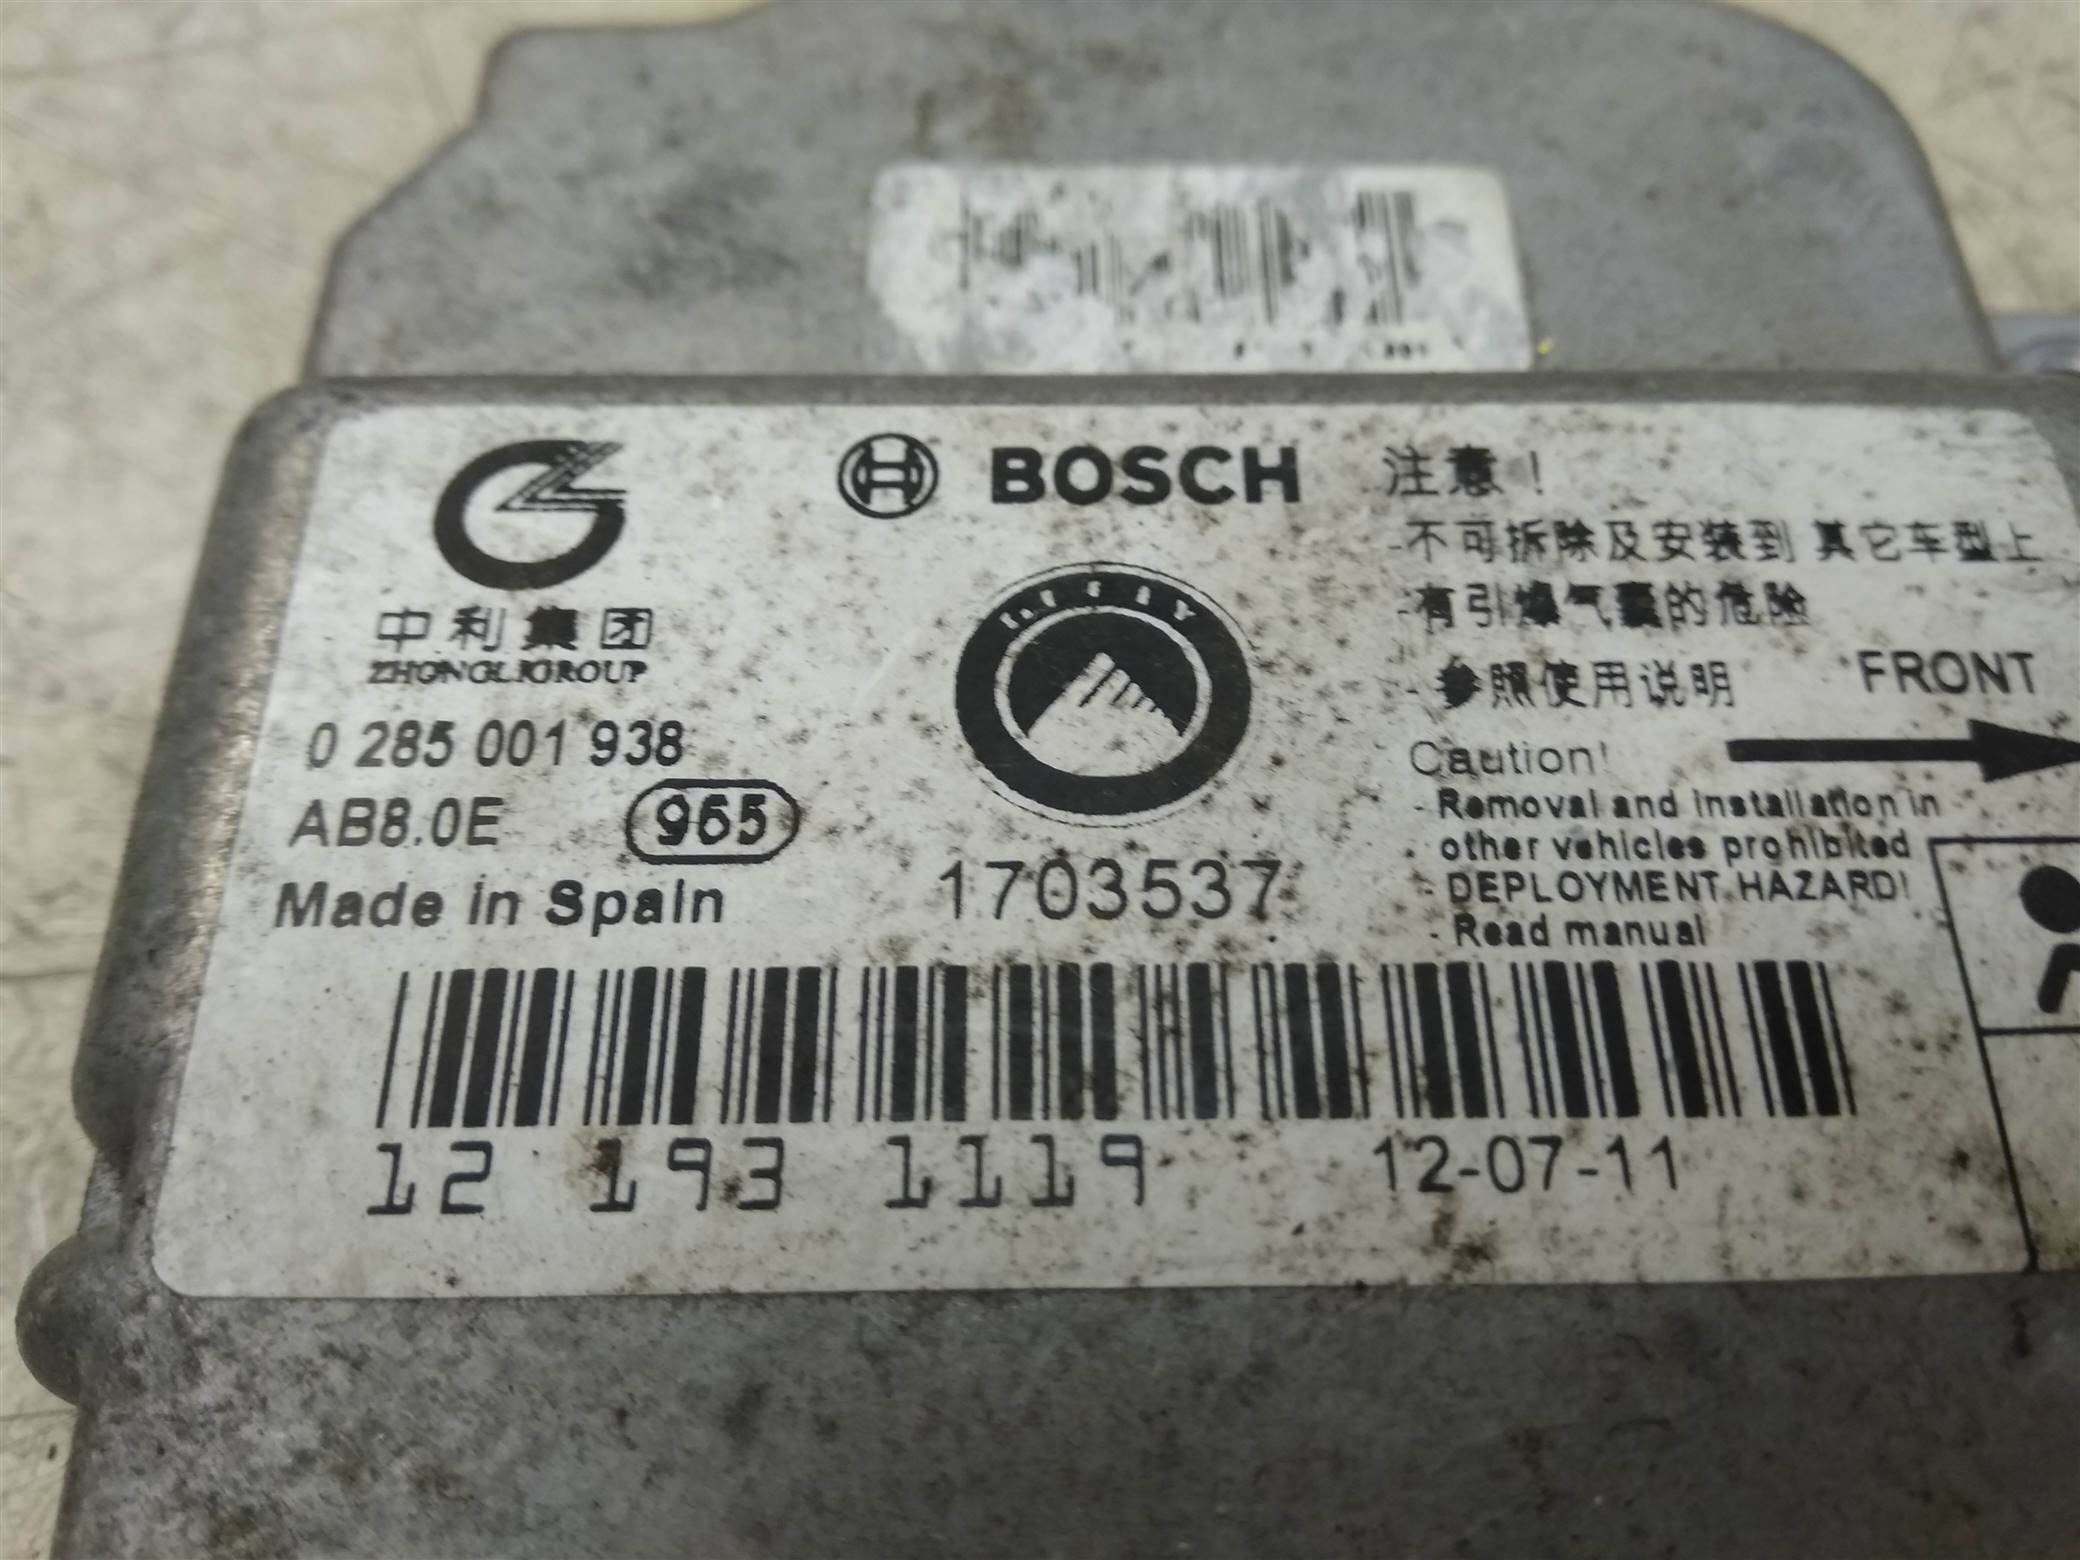 BOSCH
中利集团
ZHONGLIGROUP
0 285 001 938
AB8.0E 965
Made in Spain
1703537
注意！
-不可拆除及安装到 其它车型上
-有引爆气囊的危险
-参照使用说明
FRONT
Caution!
- Removal and installation in
other vehicles prohibited
- DEPLOYMENT HAZARD!
- Read manual
12 193 1119
12-07-11